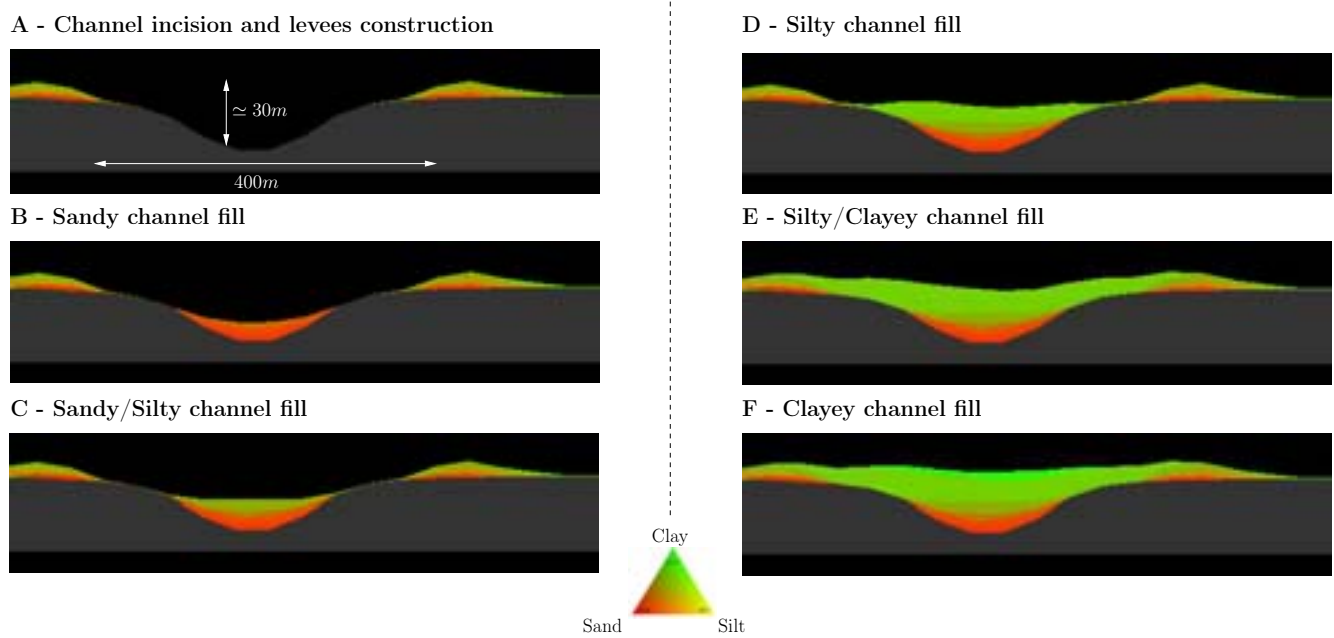 A - Channel incision and levees construction
≃ 30m
400m
B - Sandy channel fill
C - Sandy/Silty channel fill
D - Silty channel fill
E - Silty/Clayey channel fill
F - Clayey channel fill
Clay
Sand
Silt